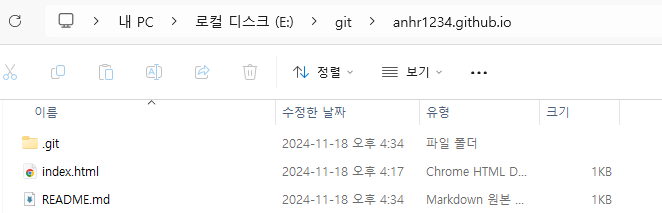 내 PC > 로컬 디스크 (E:) > git > anhr1234.github.io
정렬 보기
이름 수정한 날짜 유형 크기
.git 2024-11-18 오후 4:34 파일 폴더
index.html 2024-11-18 오후 4:17 Chrome HTML D... 1KB
README.md 2024-11-18 오후 4:34 Markdown 원본 ... 1KB